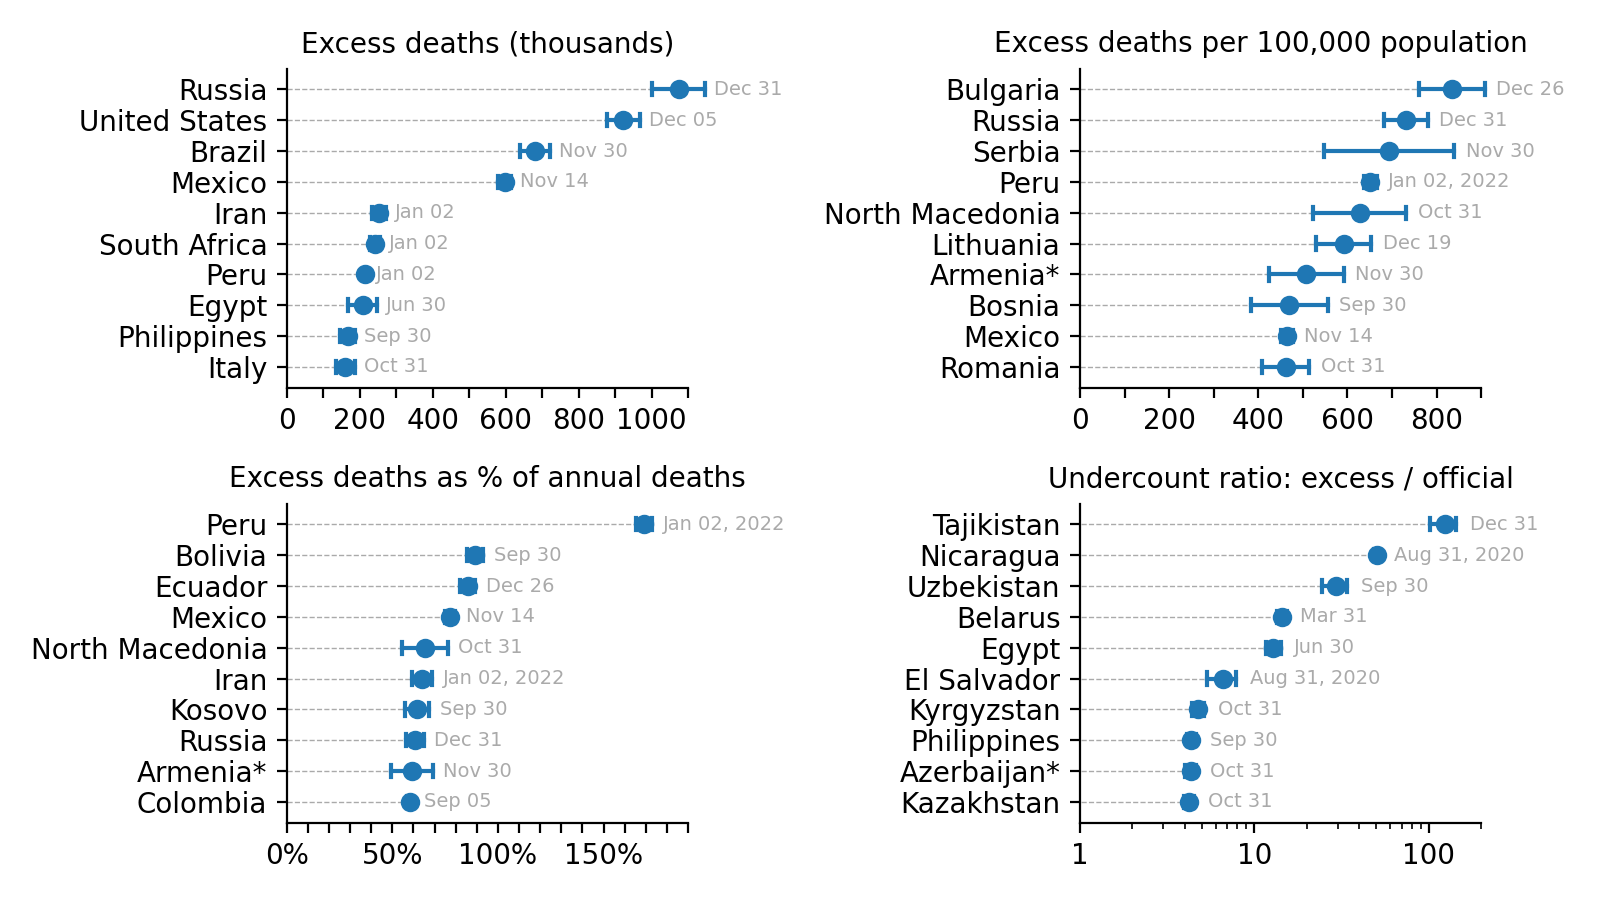 Excess deaths (thousands)
Russia Dec 31
United States Dec 05
Brazil Nov 30
Mexico Nov 14
Iran Jan 02
South Africa Jan 02
Peru Jan 02
Egypt Jun 30
Philippines Sep 30
Italy Oct 31
0 200 400 600 800 1000
Excess deaths per 100,000 population
Bulgaria Dec 26
Russia Dec 31
Serbia Nov 30
Peru Jan 02, 2022
North Macedonia Oct 31
Lithuania Dec 19
Armenia* Nov 30
Bosnia Sep 30
Mexico Nov 14
Romania Oct 31
0 200 400 600 800
Excess deaths as % of annual deaths
Peru Jan 02, 2022
Bolivia Sep 30
Ecuador Dec 26
Mexico Nov 14
North Macedonia Oct 31
Iran Jan 02, 2022
Kosovo Sep 30
Russia Dec 31
Armenia* Nov 30
Colombia Sep 05
0% 50% 100% 150%
Undercount ratio: excess / official
Tajikistan Dec 31
Nicaragua Aug 31, 2020
Uzbekistan Sep 30
Belarus Mar 31
Egypt Jun 30
El Salvador Aug 31, 2020
Kyrgyzstan Oct 31
Philippines Sep 30
Azerbaijan* Oct 31
Kazakhstan Oct 31
1 10 100